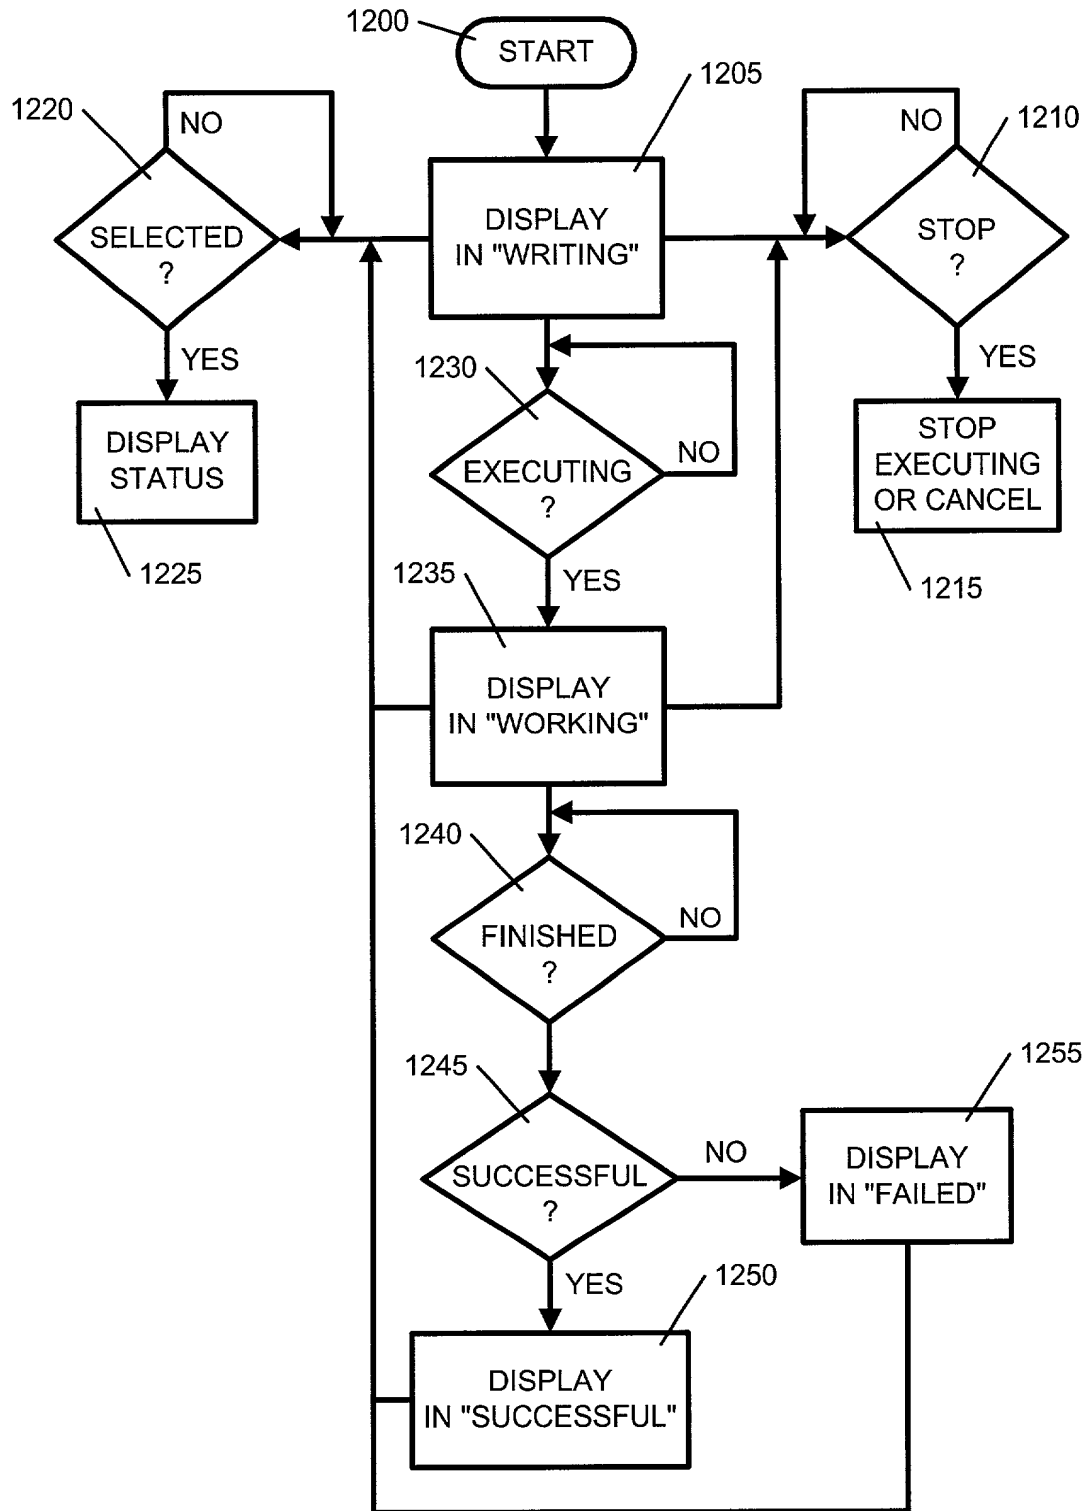 1200
START
1205
1220
NO
NO
1210
SELECTED
?
DISPLAY
IN "WRITING"
STOP
?
YES
1230
YES
DISPLAY
STATUS
1225
EXECUTING
?
NO
STOP
EXECUTING
OR CANCEL
1215
1235
YES
DISPLAY
IN "WORKING"
1240
FINISHED
?
NO
1245
SUCCESSFUL
?
NO
1255
DISPLAY
IN "FAILED"
YES
1250
DISPLAY
IN "SUCCESSFUL"